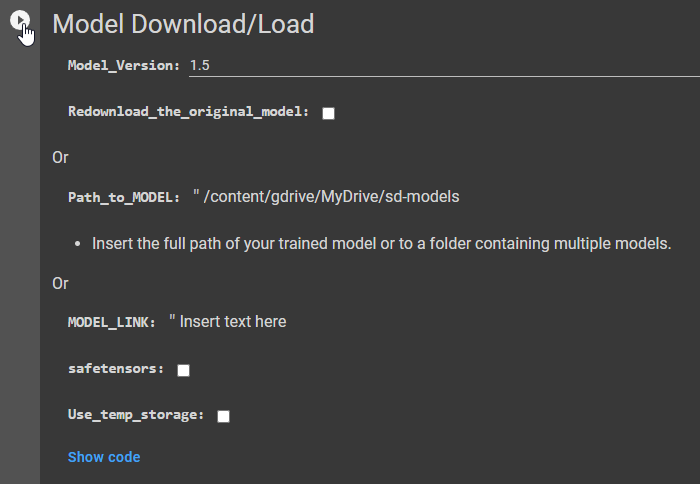 Model Download/Load
Model_Version: 1.5
Redownload_the_original_model:
Or
Path_to_MODEL: " /content/gdrive/MyDrive/sd-models
• Insert the full path of your trained model or to a folder containing multiple models.
Or
MODEL_LINK: " Insert text here
safetensors:
Use_temp_storage:
Show code